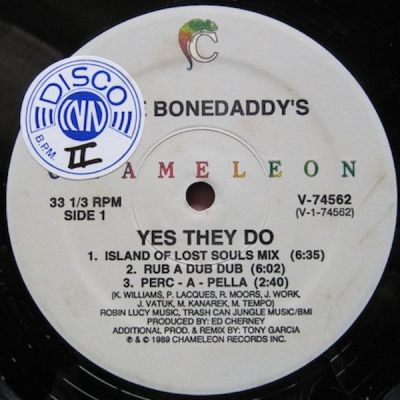 C
DISCO
B.P.M.
II
BONEDADDY'S
AMELEON
33 1/3 RPM
V-74562
SIDE 1
(V-1-74562)
YES THEY DO
1. ISLAND OF LOST SOULS MIX (6:35)
2. RUB A DUB DUB (6:02)
3. PERC - A - PELLA (2:40)
(K. WILLIAMS, P. LACQUES, R. MOORS, J. WORK,
J. VATUK, M. KANAREK, M. TEMPO)
ROBIN LUCY MUSIC, TRASH CAN JUNGLE MUSIC/BMI
PRODUCED BY: ED CHERNEY
ADDITIONAL PROD. & REMIX BY: TONY GARCIA
℗ & © 1989 CHAMELEON RECORDS INC.